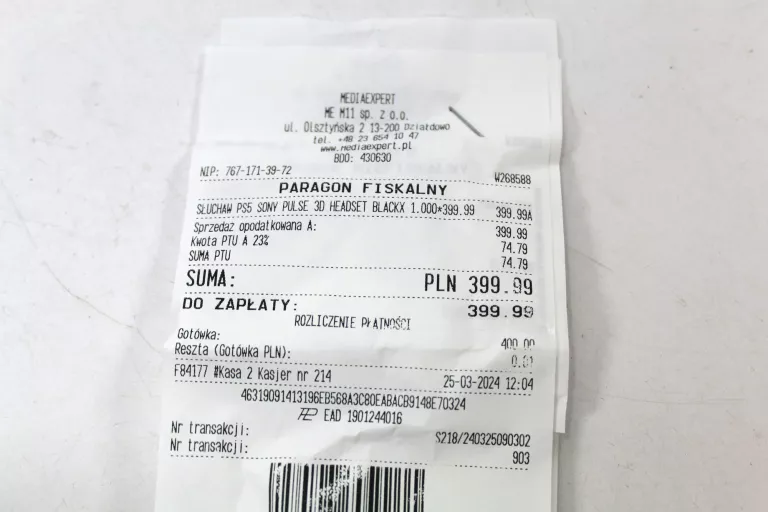 MEDIAEXPERT
ME M11 sp. z o.o.
ul. Olsztyńska 2 13-200 Działdowo
tel. +48 23 654 10 47
www.mediaexpert.pl
BDO: 430630
NIP: 767-171-39-72 W268588
PARAGON FISKALNY
SŁUCHAW PS5 SONY PULSE 3D HEADSET BLACKX 1.000*399.99 399.99A
Sprzedaż opodatkowana A: 399.99
Kwota PTU A 23% 74.79
SUMA PTU 74.79
SUMA: PLN 399.99
DO ZAPŁATY: 399.99
ROZLICZENIE PŁATNOŚCI
Gotówka: 400.00
Reszta (Gotówka PLN): 0.01
F84177 #Kasa 2 Kasjer nr 214 25-03-2024 12:04
46319091413196EB568A3C80EABACB9148E70324
EAD 1901244016
Nr transakcji: S218/240325090302
Nr transakcji: 903